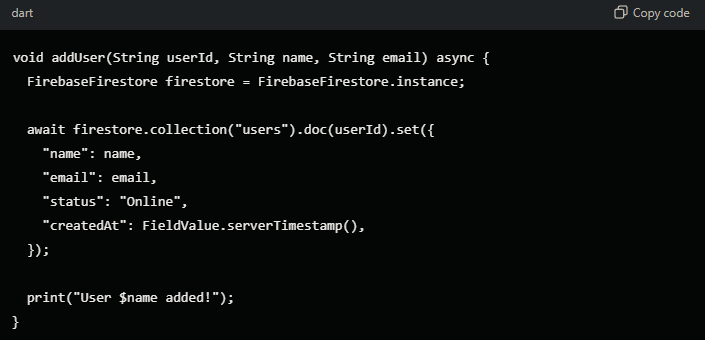 dart
Copy code
void addUser(String userId, String name, String email) async {
  FirebaseFirestore firestore = FirebaseFirestore.instance;
  await firestore.collection("users").doc(userId).set({
    "name": name,
    "email": email,
    "status": "Online",
    "createdAt": FieldValue.serverTimestamp(),
  });
  print("User $name added!");
}